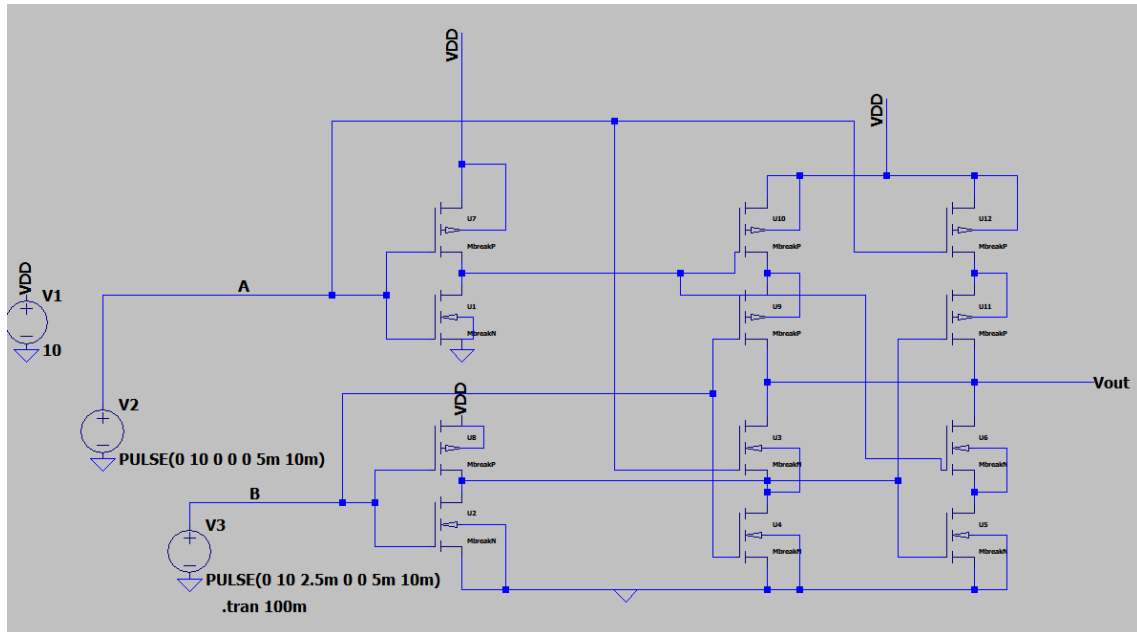 VDD
VDD
U7
MbreakP
U10
MbreakP
U12
MbreakP
VDD
V1
10
A
U1
MbreakN
U9
MbreakP
U11
MbreakP
Vout
V2
PULSE(0 10 0 0 0 5m 10m)
VDD
U8
MbreakP
U3
MbreakN
U6
MbreakN
B
V3
PULSE(0 10 2.5m 0 0 5m 10m)
.tran 100m
U2
MbreakN
U4
MbreakN
U5
MbreakN